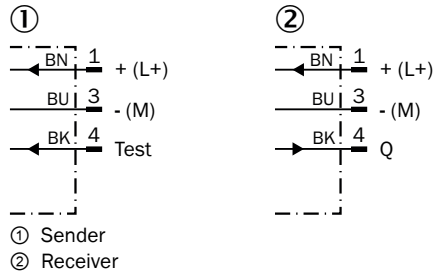 ① ②
BN 1 + (L+) BN 1 + (L+)
BU 3 - (M) BU 3 - (M)
BK 4 Test BK 4 Q
① Sender
② Receiver